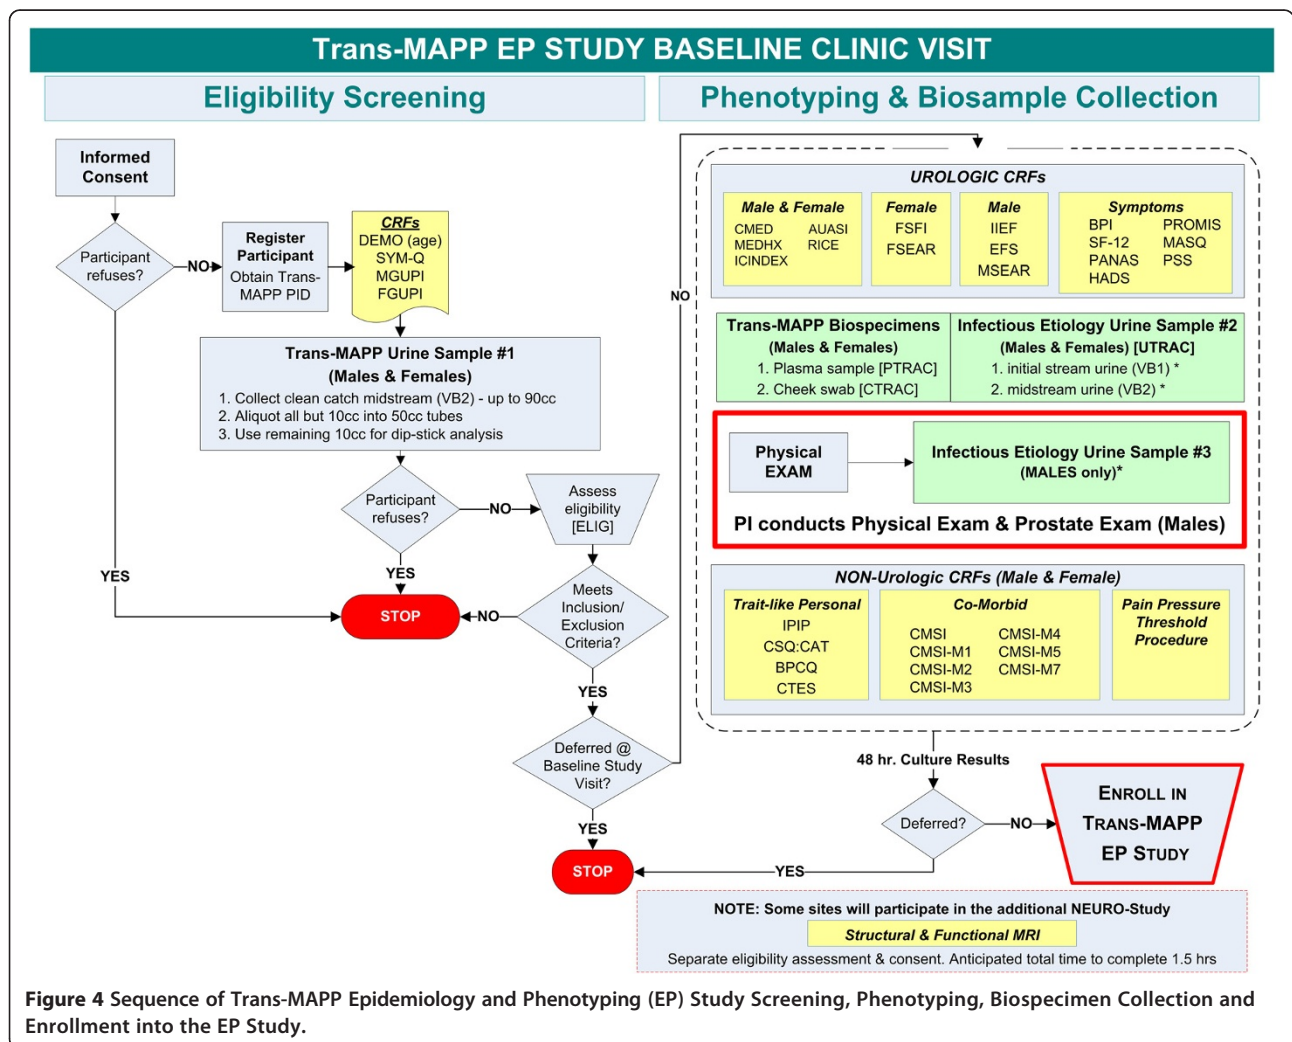 Trans-MAPP EP STUDY BASELINE CLINIC VISIT
Eligibility Screening
Informed
Consent
Participant
refuses?
NO
Register
Participant
Obtain Trans-
MAPP PID
CRFs
DEMO (age)
SYM-Q
MGUPI
FGUPI
Trans-MAPP Urine Sample #1
(Males & Females)
1. Collect clean catch midstream (VB2) - up to 90cc
2. Aliquot all but 10cc into 50cc tubes
3. Use remaining 10cc for dip-stick analysis
Participant
refuses?
NO
Assess
eligibility
[ELIG]
YES
YES
STOP
NO
Meets
Inclusion/
Exclusion
Criteria?
YES
Deferred @
Baseline Study
Visit?
YES
STOP
NO
Phenotyping & Biosample Collection
UROLOGIC CRFs
Male & Female
CMED AUASI
MEDHX RICE
ICINDEX
Female
FSFI
FSEAR
Male
IIEF
EFS
MSEAR
Symptoms
BPI PROMIS
SF-12 MASQ
PANAS PSS
HADS
Trans-MAPP Biospecimens
(Males & Females)
1. Plasma sample [PTRAC]
2. Cheek swab [CTRAC]
Infectious Etiology Urine Sample #2
(Males & Females) [UTRAC]
1. initial stream urine (VB1) *
2. midstream urine (VB2) *
Physical
EXAM
Infectious Etiology Urine Sample #3
(MALES only)*
PI conducts Physical Exam & Prostate Exam (Males)
NON-Urologic CRFs (Male & Female)
Trait-like Personal
IPIP
CSQ:CAT
BPCQ
CTES
Co-Morbid
CMSI CMSI-M4
CMSI-M1 CMSI-M5
CMSI-M2 CMSI-M7
CMSI-M3
Pain Pressure
Threshold
Procedure
48 hr. Culture Results
Deferred?
NO
ENROLL IN
TRANS-MAPP
EP STUDY
YES
NOTE: Some sites will participate in the additional NEURO-Study
Structural & Functional MRI
Separate eligibility assessment & consent. Anticipated total time to complete 1.5 hrs
Figure 4 Sequence of Trans-MAPP Epidemiology and Phenotyping (EP) Study Screening, Phenotyping, Biospecimen Collection and
Enrollment into the EP Study.